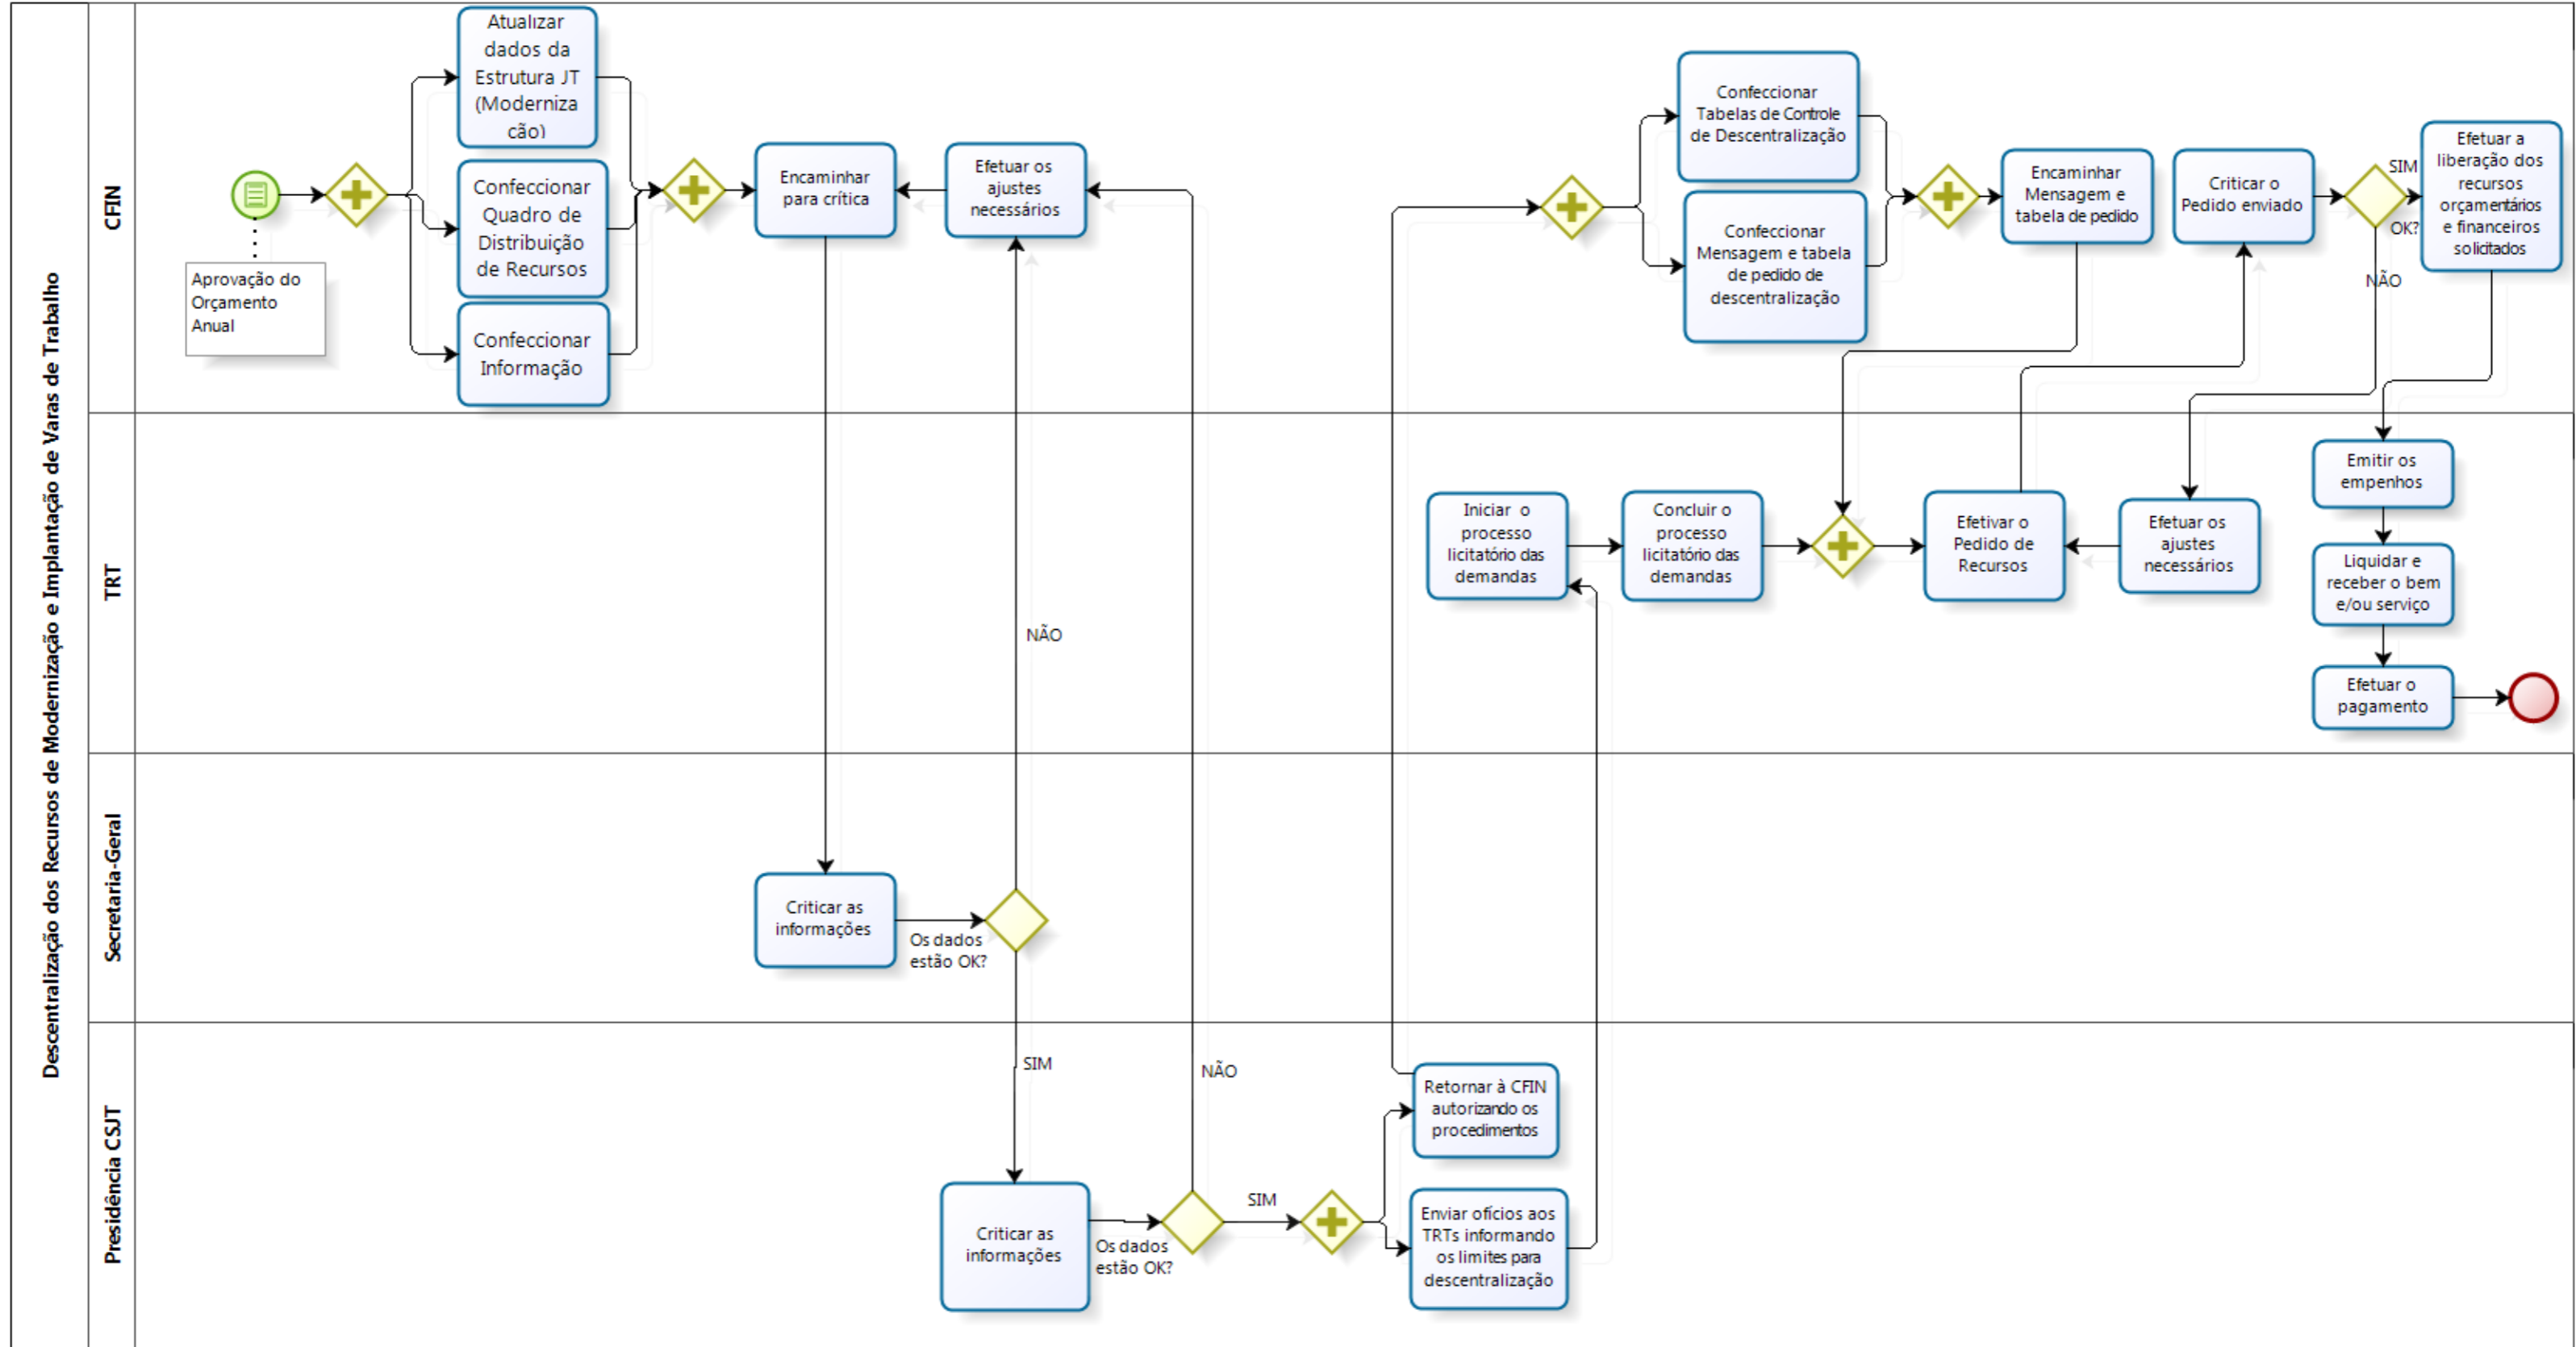 Descentralização dos Recursos de Modernização e Implantação de Varas de Trabalho
CFIN
Aprovação do
Orçamento
Anual
Atualizar
dados da
Estrutura JT
(Moderniza
ção)
Confeccionar
Quadro de
Distribuição
de Recursos
Confeccionar
Informação
Encaminhar
para crítica
Efetuar os
ajustes
necessários
Confeccionar
Tabelas de Controle
de Descentralização
Confeccionar
Mensagem e tabela
de pedido de
descentralização
Encaminhar
Mensagem e
tabela de pedido
Criticar o
Pedido enviado
SIM
OK?
NÃO
Efetuar a
liberação dos
recursos
orçamentários
e financeiros
solicitados
TRT
NÃO
Iniciar o
processo
licitatório das
demandas
Concluir o
processo
licitatório das
demandas
Efetivar o
Pedido de
Recursos
Efetuar os
ajustes
necessários
Emitir os
empenhos
Liquidar e
receber o bem
e/ou serviço
Efetuar o
pagamento
Secretaria-Geral
Criticar as
informações
Os dados
estão OK?
Presidência CSJT
SIM
NÃO
Criticar as
informações
Os dados
estão OK?
SIM
Retornar à CFIN
autorizando os
procedimentos
Enviar ofícios aos
TRTs informando
os limites para
descentralização